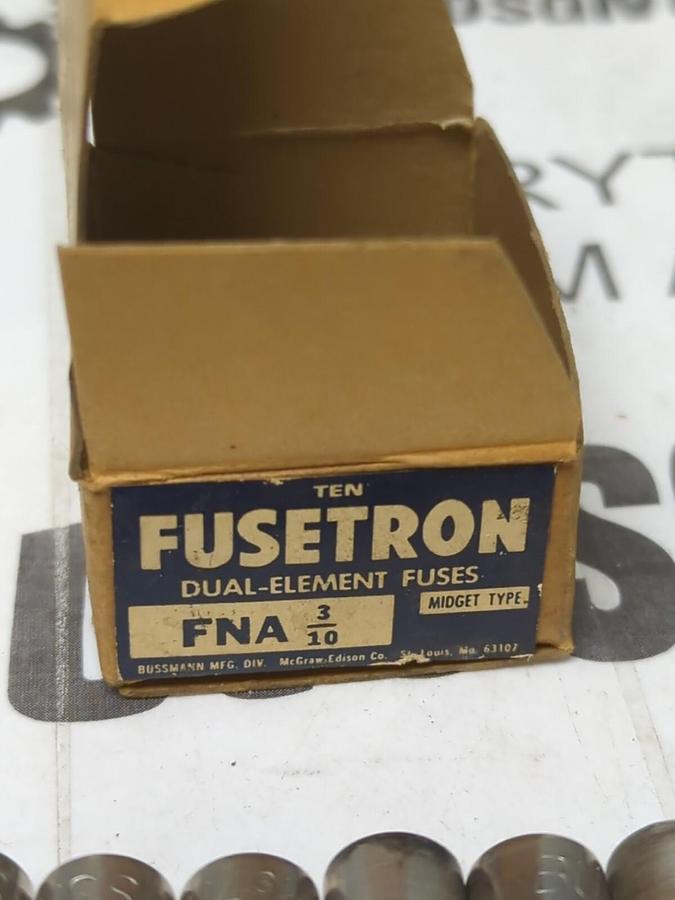 TEN
FUSETRON
DUAL-ELEMENT FUSES
FNA 3/10
MIDGET TYPE
BUSSMANN MFG. DIV. McGraw-Edison Co. St. Louis, Mo. 63107